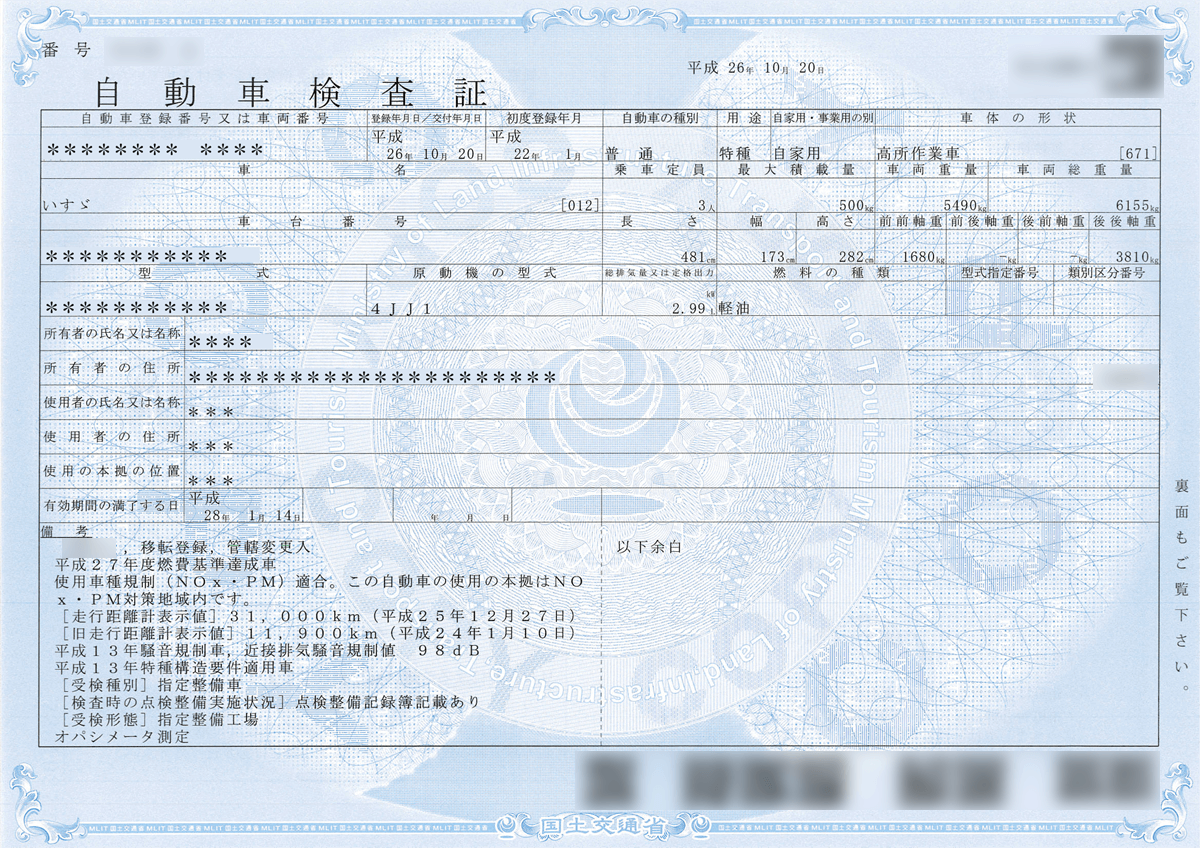 番 号
平成 26年 10月 20日
自 動 車 検 査 証
自動車登録番号又は車両番号 登録年月日／交付年月日 初度登録年月 自動車の種別 用 途 自家用・事業用の別 車 体 の 形 状
平成 平成
＊＊＊＊＊＊＊＊ ＊＊＊＊ 26年 10月 20日 22年 1月 普 通 特種 自家用 高所作業車 [671]
車 名 乗 車 定 員 最 大 積 載 量 車 両 重 量 車 両 総 重 量
いすゞ [012] 3人 500kg 5490kg 6155kg
車 台 番 号 長 さ 幅 高 さ 前前軸重 前後軸重 後前軸重 後後軸重
＊＊＊＊＊＊＊＊＊＊＊ 481cm 173cm 282cm 1680kg -kg -kg 3810kg
型 式 原 動 機 の 型 式 総排気量又は定格出力 燃 料 の 種 類 型式指定番号 類別区分番号
kW
＊＊＊＊＊＊＊＊＊＊＊ ４ＪＪ１ 2.99L 軽油
所有者の氏名又は名称 ＊＊＊＊
所 有 者 の 住 所 ＊＊＊＊＊＊＊＊＊＊＊＊＊＊＊＊＊＊＊＊＊＊
使用者の氏名又は名称 ＊＊＊
使 用 者 の 住 所 ＊＊＊
使用の本拠の位置 ＊＊＊
有効期間の満了する日 平成
28年 1月 14日 年 月 日
備 考
，移転登録，管轄変更入
平成２７年度燃費基準達成車
使用車種規制（ＮＯｘ・ＰＭ）適合。この自動車の使用の本拠はＮＯ
ｘ・ＰＭ対策地域内です。
［走行距離計表示値］３１，０００ｋｍ（平成２５年１２月２７日）
［旧走行距離計表示値］１１，９００ｋｍ（平成２４年１月１０日）
平成１３年騒音規制車，近接排気騒音規制値 ９８ｄＢ
平成１３年特種構造要件適用車
［受検種別］指定整備車
［検査時の点検整備実施状況］点検整備記録簿記載あり
［受検形態］指定整備工場
オパシメータ測定
以下余白
裏面もご覧下さい。
国土交通省